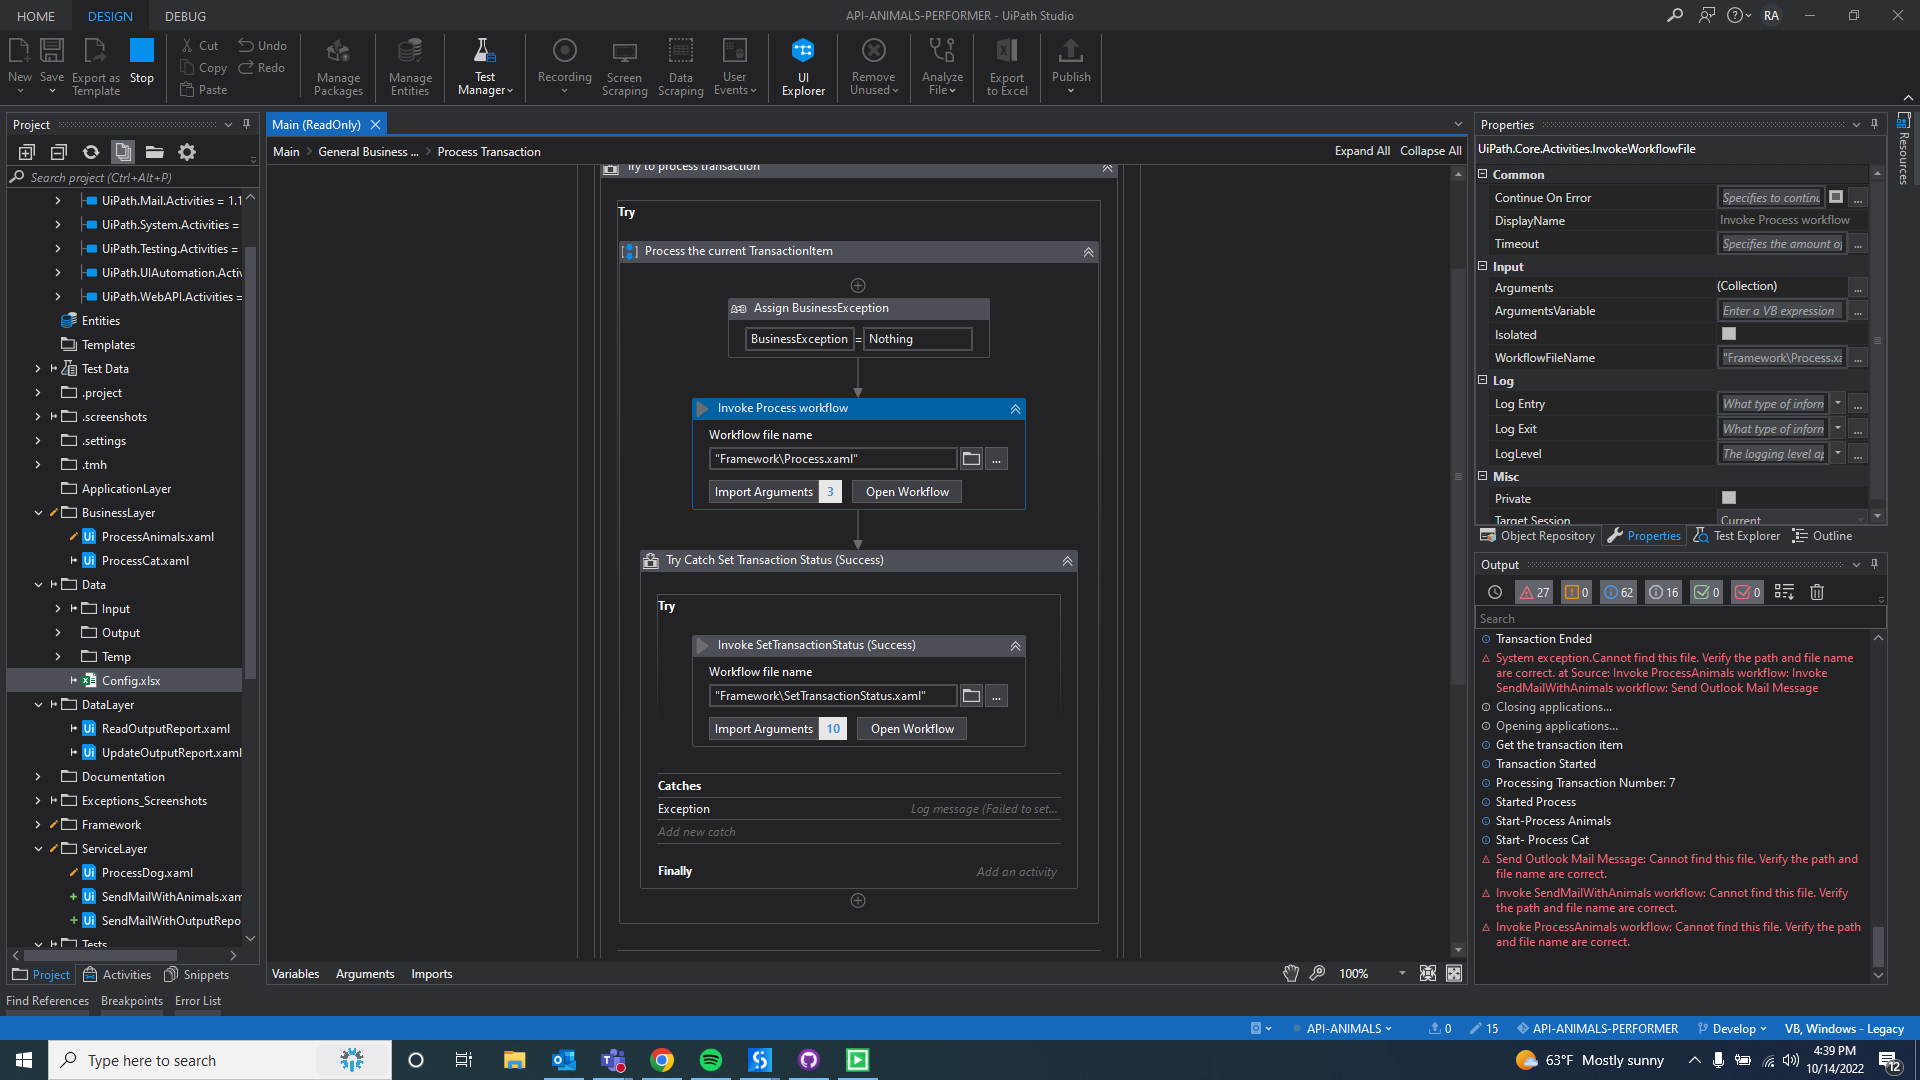 HOME
DESIGN
DEBUG
API-ANIMALS-PERFORMER - UiPath Studio
RA
New
Save
Export as Template
Stop
Cut
Copy
Paste
Undo
Redo
Manage Packages
Manage Entities
Test Manager
Recording
Screen Scraping
Data Scraping
User Events
UI Explorer
Remove Unused
Analyze File
Export to Excel
Publish
Project
Search project (Ctrl+Alt+P)
UiPath.Mail.Activities = 1.1
UiPath.System.Activities =
UiPath.Testing.Activities =
UiPath.UIAutomation.Activ
UiPath.WebAPI.Activities =
Entities
Templates
Test Data
.project
.screenshots
.settings
.tmh
ApplicationLayer
BusinessLayer
ProcessAnimals.xaml
ProcessCat.xaml
Data
Input
Output
Temp
Config.xlsx
DataLayer
ReadOutputReport.xaml
UpdateOutputReport.xaml
Documentation
Exceptions_Screenshots
Framework
ServiceLayer
ProcessDog.xaml
SendMailWithAnimals.xam
SendMailWithOutputRepo
Tests
Project
Activities
Snippets
Find References
Breakpoints
Error List
Main (ReadOnly)
Main > General Business ... > Process Transaction
Expand All
Collapse All
Try to process transaction
Try
Process the current TransactionItem
Assign BusinessException
BusinessException = Nothing
Invoke Process workflow
Workflow file name
"Framework\Process.xaml"
...
Import Arguments 3
Open Workflow
Try Catch Set Transaction Status (Success)
Try
Invoke SetTransactionStatus (Success)
Workflow file name
"Framework\SetTransactionStatus.xaml"
...
Import Arguments 10
Open Workflow
Catches
Exception
Log message (Failed to set...
Add new catch
Finally
Add an activity
Variables
Arguments
Imports
100%
Properties
UiPath.Core.Activities.InvokeWorkflowFile
Common
Continue On Error
Specifies to continu
...
DisplayName
Invoke Process workflow
Timeout
Specifies the amount of
...
Input
Arguments
(Collection)
...
ArgumentsVariable
Enter a VB expression
...
Isolated
WorkflowFileName
"Framework\Process.xa
...
Log
Log Entry
What type of inform
...
Log Exit
What type of inform
...
LogLevel
The logging level ap
...
Misc
Private
Target Session
Current
Object Repository
Properties
Test Explorer
Outline
Resources
Output
27
0
62
16
0
0
Search
Transaction Ended
System exception.Cannot find this file. Verify the path and file name
are correct. at Source: Invoke ProcessAnimals workflow: Invoke
SendMailWithAnimals workflow: Send Outlook Mail Message
Closing applications...
Opening applications...
Get the transaction item
Transaction Started
Processing Transaction Number: 7
Started Process
Start-Process Animals
Start- Process Cat
Send Outlook Mail Message: Cannot find this file. Verify the path and
file name are correct.
Invoke SendMailWithAnimals workflow: Cannot find this file. Verify
the path and file name are correct.
Invoke ProcessAnimals workflow: Cannot find this file. Verify the path
and file name are correct.
API-ANIMALS
0
15
API-ANIMALS-PERFORMER
Develop
VB, Windows - Legacy
Type here to search
63°F Mostly sunny
4:39 PM
10/14/2022
12